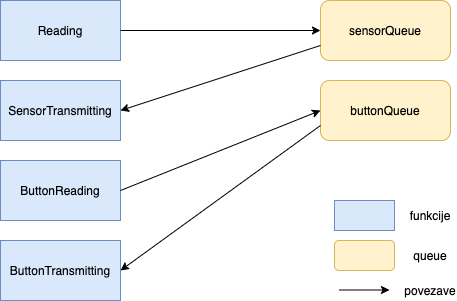 Reading
sensorQueue
SensorTransmitting
buttonQueue
ButtonReading
ButtonTransmitting
funkcije
queue
povezave